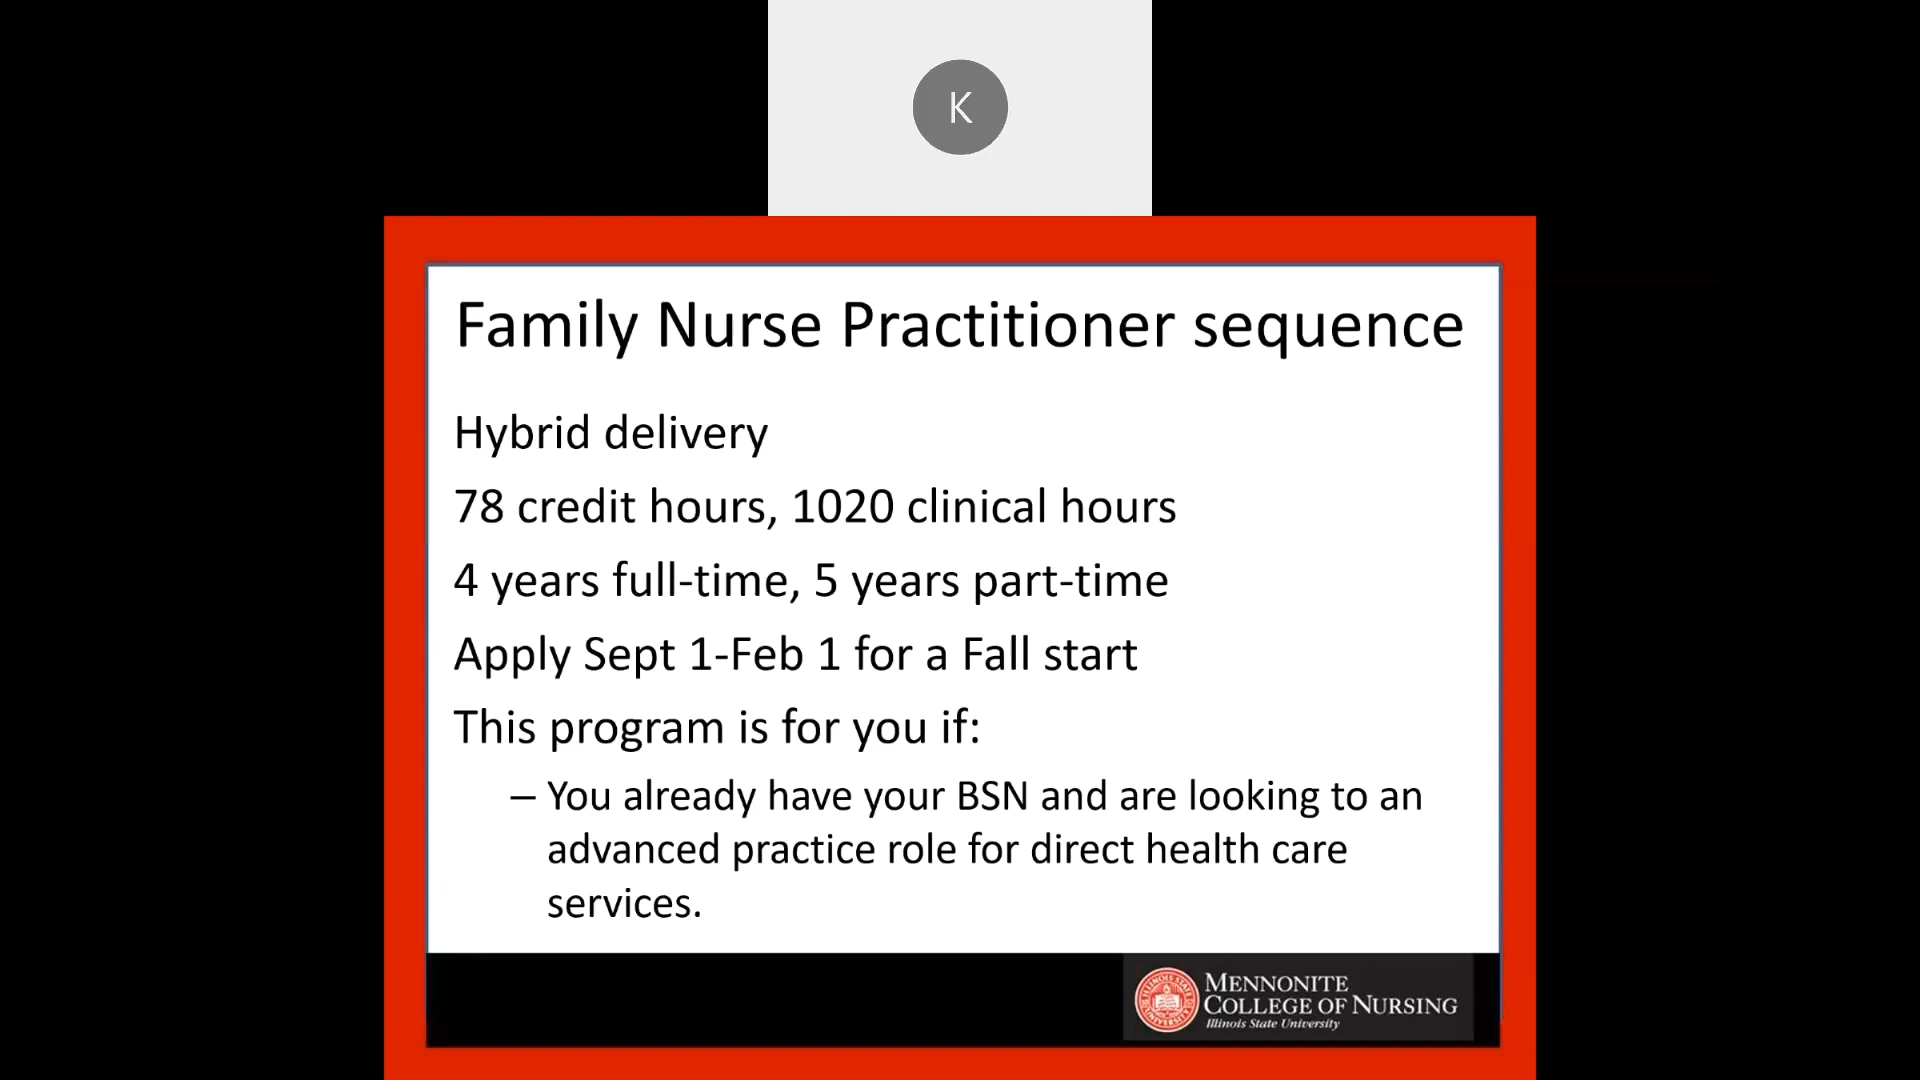 K
Family Nurse Practitioner sequence
Hybrid delivery
78 credit hours, 1020 clinical hours
4 years full-time, 5 years part-time
Apply Sept 1-Feb 1 for a Fall start
This program is for you if:
– You already have your BSN and are looking to an
advanced practice role for direct health care
services.
MENNONITE
COLLEGE OF NURSING
Illinois State University